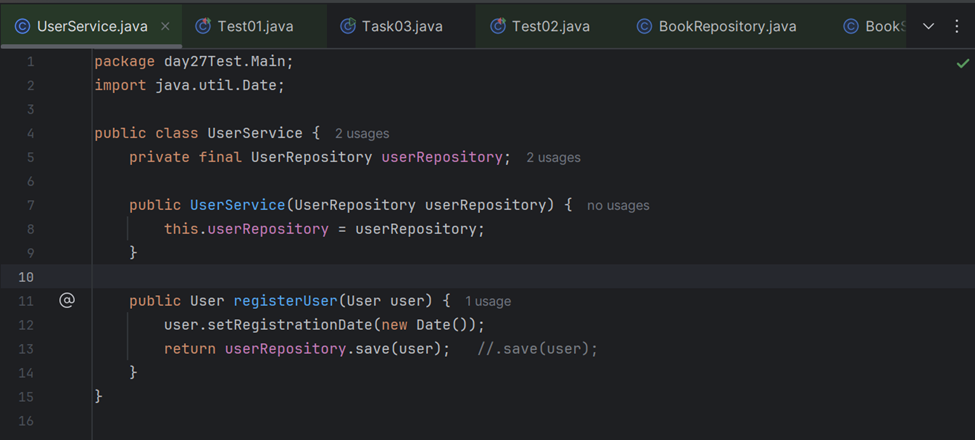 UserService.java Test01.java Task03.java Test02.java BookRepository.java
1 package day27Test.Main;
2 import java.util.Date;
3
4 public class UserService { 2 usages
5 private final UserRepository userRepository; 2 usages
6
7 public UserService(UserRepository userRepository) { no usages
8 this.userRepository = userRepository;
9 }
10
11 @ public User registerUser(User user) { 1 usage
12 user.setRegistrationDate(new Date());
13 return userRepository.save(user); //.save(user);
14 }
15 }
16